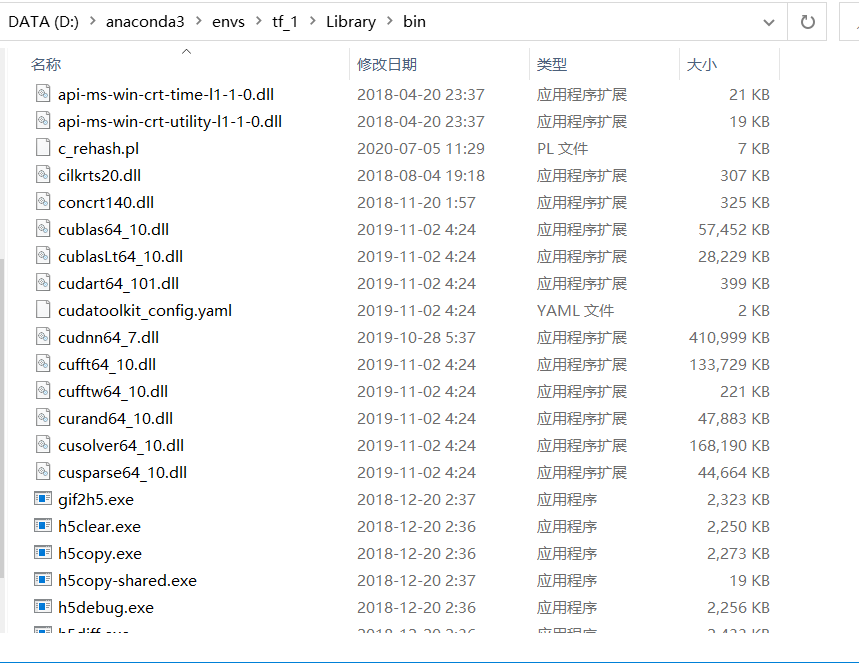 DATA (D:) > anaconda3 > envs > tf_1 > Library > bin
名称 修改日期 类型 大小
api-ms-win-crt-time-l1-1-0.dll 2018-04-20 23:37 应用程序扩展 21 KB
api-ms-win-crt-utility-l1-1-0.dll 2018-04-20 23:37 应用程序扩展 19 KB
c_rehash.pl 2020-07-05 11:29 PL 文件 7 KB
cilkrts20.dll 2018-08-04 19:18 应用程序扩展 307 KB
concrt140.dll 2018-11-20 1:57 应用程序扩展 325 KB
cublas64_10.dll 2019-11-02 4:24 应用程序扩展 57,452 KB
cublasLt64_10.dll 2019-11-02 4:24 应用程序扩展 28,229 KB
cudart64_101.dll 2019-11-02 4:24 应用程序扩展 399 KB
cudatoolkit_config.yaml 2019-11-02 4:24 YAML 文件 2 KB
cudnn64_7.dll 2019-10-28 5:37 应用程序扩展 410,999 KB
cufft64_10.dll 2019-11-02 4:24 应用程序扩展 133,729 KB
cufftw64_10.dll 2019-11-02 4:24 应用程序扩展 221 KB
curand64_10.dll 2019-11-02 4:24 应用程序扩展 47,883 KB
cusolver64_10.dll 2019-11-02 4:24 应用程序扩展 168,190 KB
cusparse64_10.dll 2019-11-02 4:24 应用程序扩展 44,664 KB
gif2h5.exe 2018-12-20 2:37 应用程序 2,323 KB
h5clear.exe 2018-12-20 2:36 应用程序 2,250 KB
h5copy.exe 2018-12-20 2:36 应用程序 2,273 KB
h5copy-shared.exe 2018-12-20 2:37 应用程序 19 KB
h5debug.exe 2018-12-20 2:36 应用程序 2,256 KB